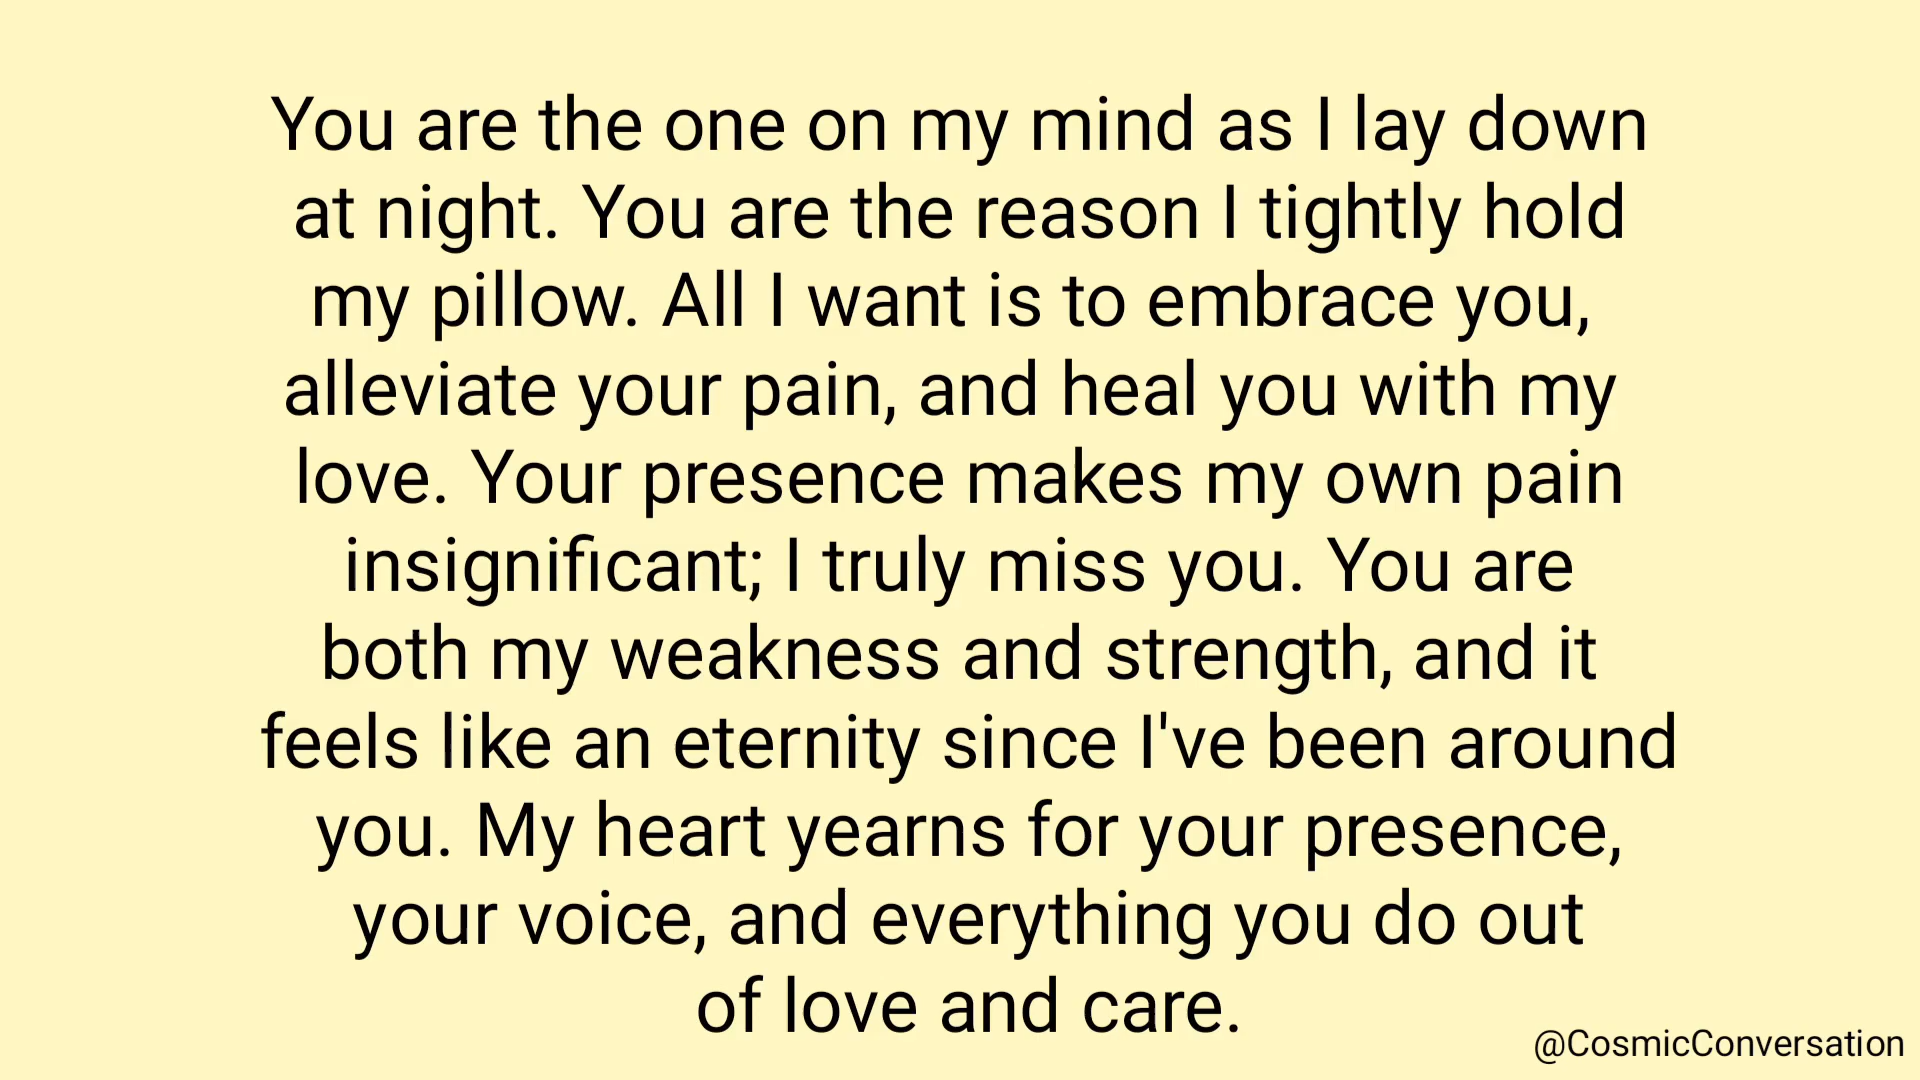 You are the one on my mind as I lay down
at night. You are the reason I tightly hold
my pillow. All I want is to embrace you,
alleviate your pain, and heal you with my
love. Your presence makes my own pain
insignificant; I truly miss you. You are
both my weakness and strength, and it
feels like an eternity since I've been around
you. My heart yearns for your presence,
your voice, and everything you do out
of love and care.
@CosmicConversation